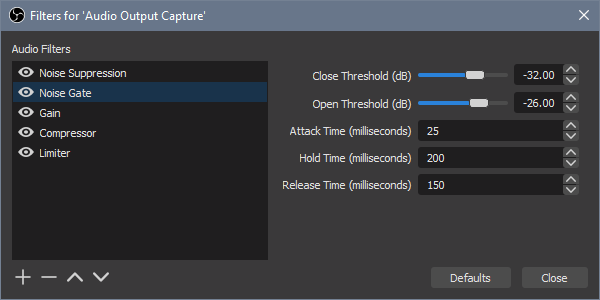 Filters for 'Audio Output Capture'
Audio Filters
Noise Suppression
Noise Gate
Gain
Compressor
Limiter
Close Threshold (dB) -32.00
Open Threshold (dB) -26.00
Attack Time (milliseconds) 25
Hold Time (milliseconds) 200
Release Time (milliseconds) 150
Defaults Close